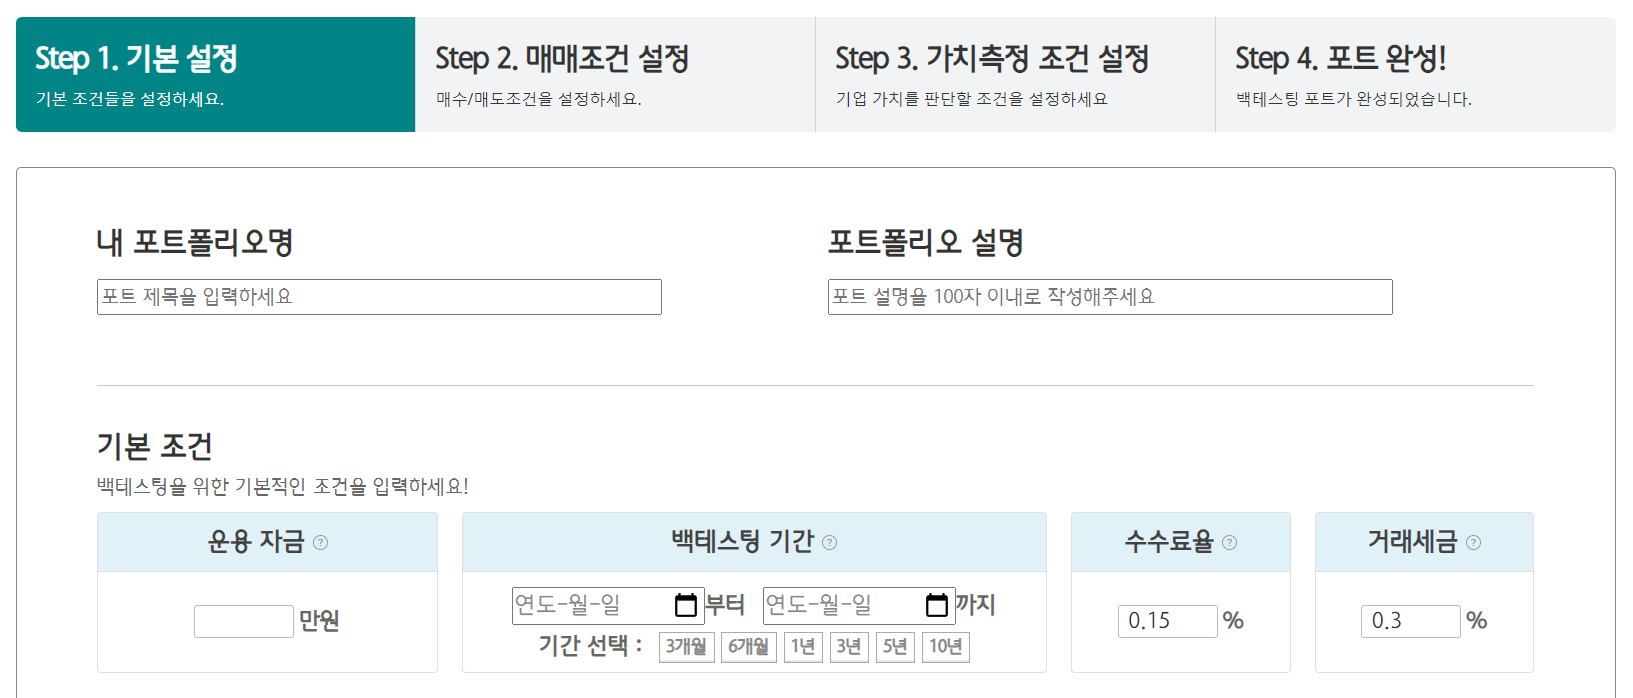 Step 1. 기본 설정
기본 조건들을 설정하세요.
Step 2. 매매조건 설정
매수/매도조건을 설정하세요.
Step 3. 가치측정 조건 설정
기업 가치를 판단할 조건을 설정하세요
Step 4. 포트 완성!
백테스팅 포트가 완성되었습니다.
내 포트폴리오명
포트 제목을 입력하세요
포트폴리오 설명
포트 설명을 100자 이내로 작성해주세요
기본 조건
백테스팅을 위한 기본적인 조건을 입력하세요!
운용 자금 ?
만원
백테스팅 기간 ?
연도-월-일 부터 연도-월-일 까지
기간 선택 : 3개월 6개월 1년 3년 5년 10년
수수료율 ?
0.15 %
거래세금 ?
0.3 %